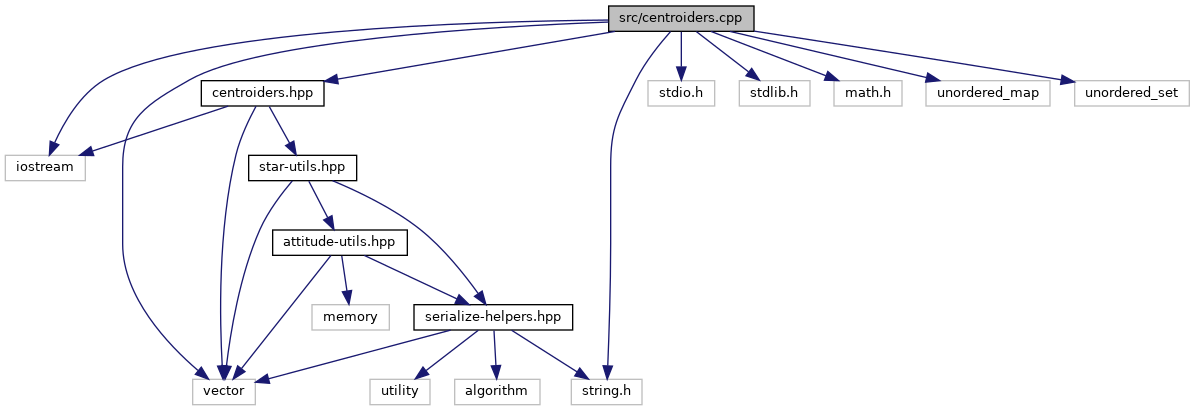 src/centroiders.cpp
centroiders.hpp
stdio.h
stdlib.h
math.h
unordered_map
unordered_set
iostream
star-utils.hpp
attitude-utils.hpp
memory
serialize-helpers.hpp
vector
utility
algorithm
string.h